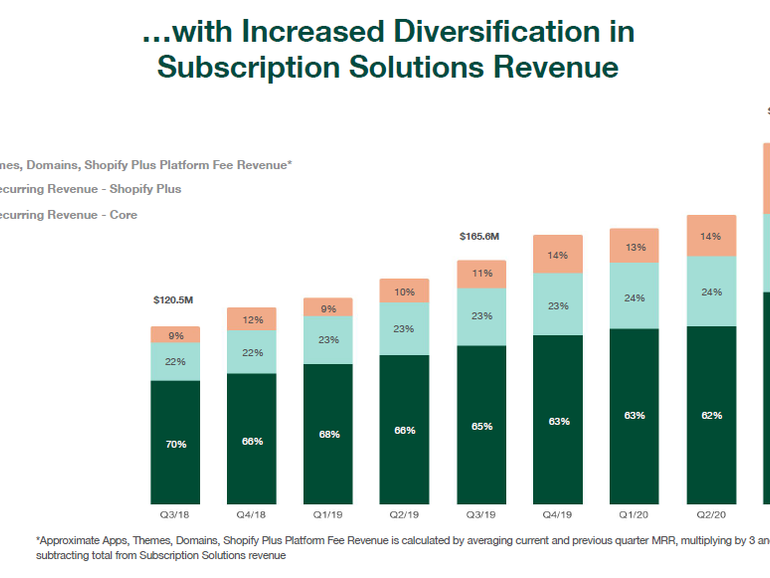 ...with Increased Diversification in
Subscription Solutions Revenue
mes, Domains, Shopify Plus Platform Fee Revenue*
ecurring Revenue - Shopify Plus
ecurring Revenue - Core
$120.5M
$165.6M
9%
12%
9%
10%
11%
14%
13%
14%
22%
22%
23%
23%
23%
23%
24%
24%
70%
66%
68%
66%
65%
63%
63%
62%
Q3/18
Q4/18
Q1/19
Q2/19
Q3/19
Q4/19
Q1/20
Q2/20
*Approximate Apps, Themes, Domains, Shopify Plus Platform Fee Revenue is calculated by averaging current and previous quarter MRR, multiplying by 3 an
subtracting total from Subscription Solutions revenue